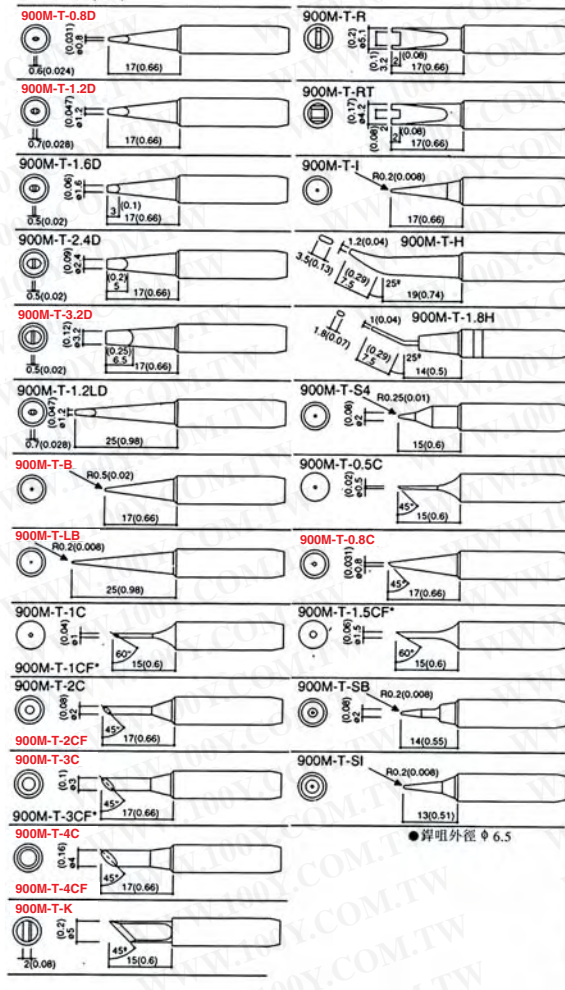 900M-T-0.8D
(0.031)
ø0.8
0.6(0.024)
17(0.66)
900M-T-1.2D
(0.047)
ø1.2
0.7(0.028)
17(0.66)
900M-T-1.6D
(0.06)
ø1.6
0.5(0.02)
3
(0.1)
17(0.66)
900M-T-2.4D
(0.09)
ø2.4
0.5(0.02)
(0.2)
5
17(0.66)
900M-T-3.2D
(0.12)
ø3.2
0.5(0.02)
(0.25)
6.5
17(0.66)
900M-T-1.2LD
(0.047)
ø1.2
0.7(0.028)
25(0.98)
900M-T-B
R0.5(0.02)
17(0.66)
900M-T-LB
R0.2(0.008)
25(0.98)
900M-T-1C
(0.04)
ø1
60°
15(0.6)
900M-T-1CF*
900M-T-2C
(0.08)
ø2
45°
17(0.66)
900M-T-2CF
900M-T-3C
(0.1)
ø3
45°
17(0.66)
900M-T-3CF*
900M-T-4C
(0.16)
ø4
45°
17(0.66)
900M-T-4CF
900M-T-K
(0.2)
ø5
2(0.08)
45°
15(0.6)
900M-T-R
(0.2)
ø5.1
(0.1)
3.2
2
(0.08)
17(0.66)
900M-T-RT
(0.17)
ø4.2
(0.08)
2
2
(0.08)
17(0.66)
900M-T-I
R0.2(0.008)
17(0.66)
900M-T-H
1.2(0.04)
3.5(0.13)
(0.29)
7.5
25°
19(0.74)
900M-T-1.8H
1(0.04)
1.8(0.07)
(0.29)
7.5
25°
14(0.5)
900M-T-S4
R0.25(0.01)
(0.08)
ø2
15(0.6)
900M-T-0.5C
(0.02)
ø0.5
45°
15(0.6)
900M-T-0.8C
(0.031)
ø0.8
45°
17(0.66)
900M-T-1.5CF*
(0.06)
ø1.5
60°
15(0.6)
900M-T-SB
R0.2(0.008)
(0.08)
ø2
14(0.55)
900M-T-SI
R0.2(0.008)
13(0.51)
●銲咀外徑 φ 6.5
WWW.100Y.COM.TW